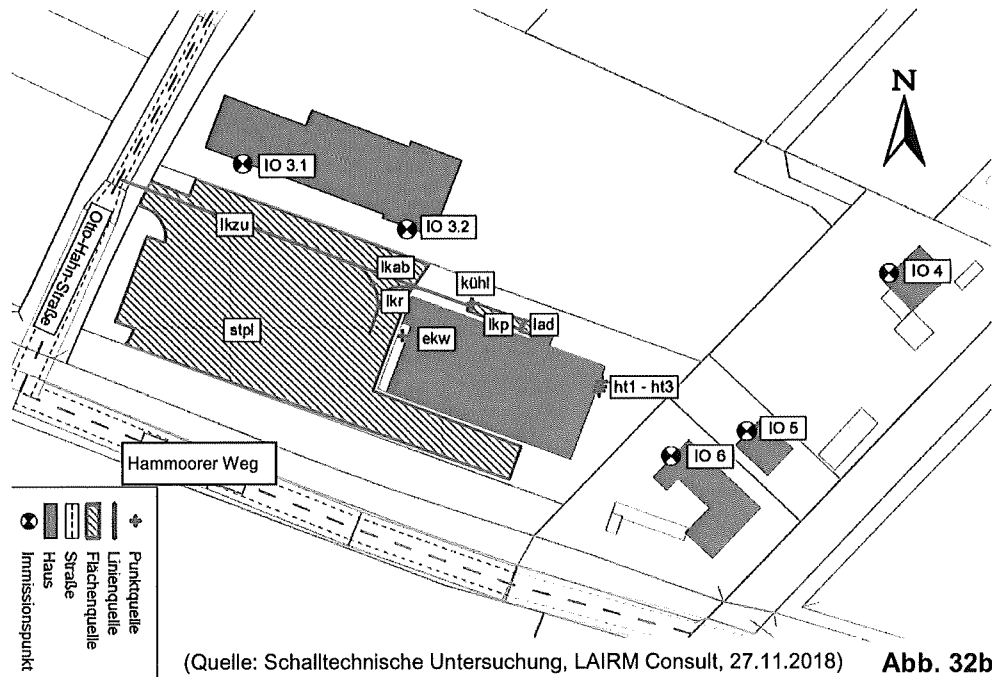 N
IO 3.1
IO 3.2
IO 4
lkzu
Otto-Hahn-Straße
lkab
kühl
lkr
lkp
lad
stpl
ekw
ht1 - ht3
IO 5
IO 6
Hammoorer Weg
Punktquelle
Linienquelle
Flächenquelle
Straße
Haus
Immissionspunkt
(Quelle: Schalltechnische Untersuchung, LAIRM Consult, 27.11.2018)
Abb. 32b